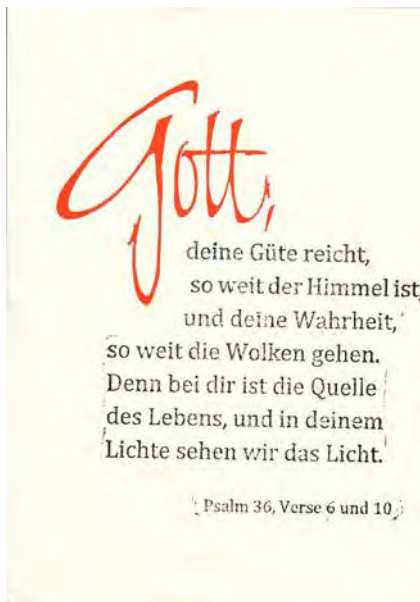 Gott,
deine Güte reicht,
so weit der Himmel ist,
und deine Wahrheit,
so weit die Wolken gehen.
Denn bei dir ist die Quelle
des Lebens, und in deinem
Lichte sehen wir das Licht.
Psalm 36, Verse 6 und 10